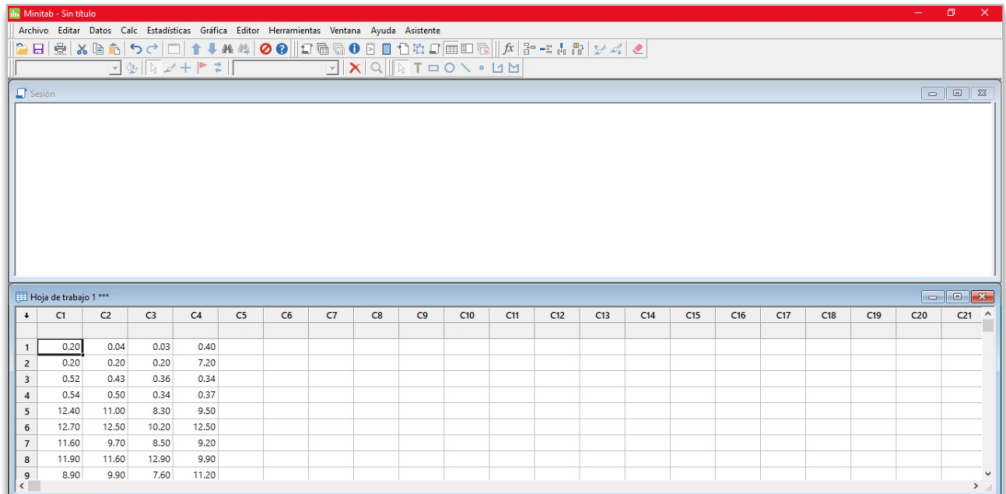 Minitab - Sin título
Archivo Editar Datos Calc Estadísticas Gráfica Editor Herramientas Ventana Ayuda Asistente
Sesión
Hoja de trabajo 1 ***
C1 C2 C3 C4 C5 C6 C7 C8 C9 C10 C11 C12 C13 C14 C15 C16 C17 C18 C19 C20 C21
1 0.20 0.04 0.03 0.40
2 0.20 0.20 0.20 7.20
3 0.52 0.43 0.36 0.34
4 0.54 0.50 0.34 0.37
5 12.40 11.00 8.30 9.50
6 12.70 12.50 10.20 12.50
7 11.60 9.70 8.50 9.20
8 11.90 11.60 12.90 9.90
9 8.90 9.90 7.60 11.20